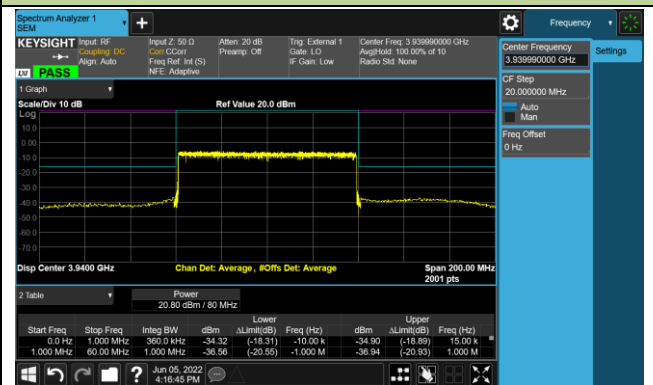 Spectrum Analyzer 1
SEM
Frequency
KEYSIGHT
Input: RF
Coupling: DC
Align: Auto
Input Z: 50 Ω
Corr CCorr
Freq Ref: Int (S)
NFE: Adaptive
Atten: 20 dB
Preamp: Off
Trig: External 1
Gate: LO
IF Gain: Low
Center Freq: 3.939990000 GHz
Avg|Hold: 100.00% of 10
Radio Std: None
LXI PASS
Center Frequency
3.939990000 GHz
Settings
CF Step
20.000000 MHz
Auto
Man
Freq Offset
0 Hz
1 Graph
Scale/Div 10 dB
Ref Value 20.0 dBm
Log
10.0
0.00
-10.0
-20.0
-30.0
-40.0
-50.0
-60.0
-70.0
Disp Center 3.9400 GHz
Chan Det: Average , #Offs Det: Average
Span 200.00 MHz
2001 pts
2 Table
Power
20.80 dBm / 80 MHz
Lower Upper
Start Freq Stop Freq Integ BW dBm ΔLimit(dB) Freq (Hz) dBm ΔLimit(dB) Freq (Hz)
0.0 Hz 1.000 MHz 360.0 kHz -34.32 (-18.31) -10.00 k -34.90 (-18.89) 15.00 k
1.000 MHz 60.00 MHz 1.000 MHz -36.56 (-20.55) -1.000 M -36.94 (-20.93) 1.000 M
Jun 05, 2022
4:16:45 PM